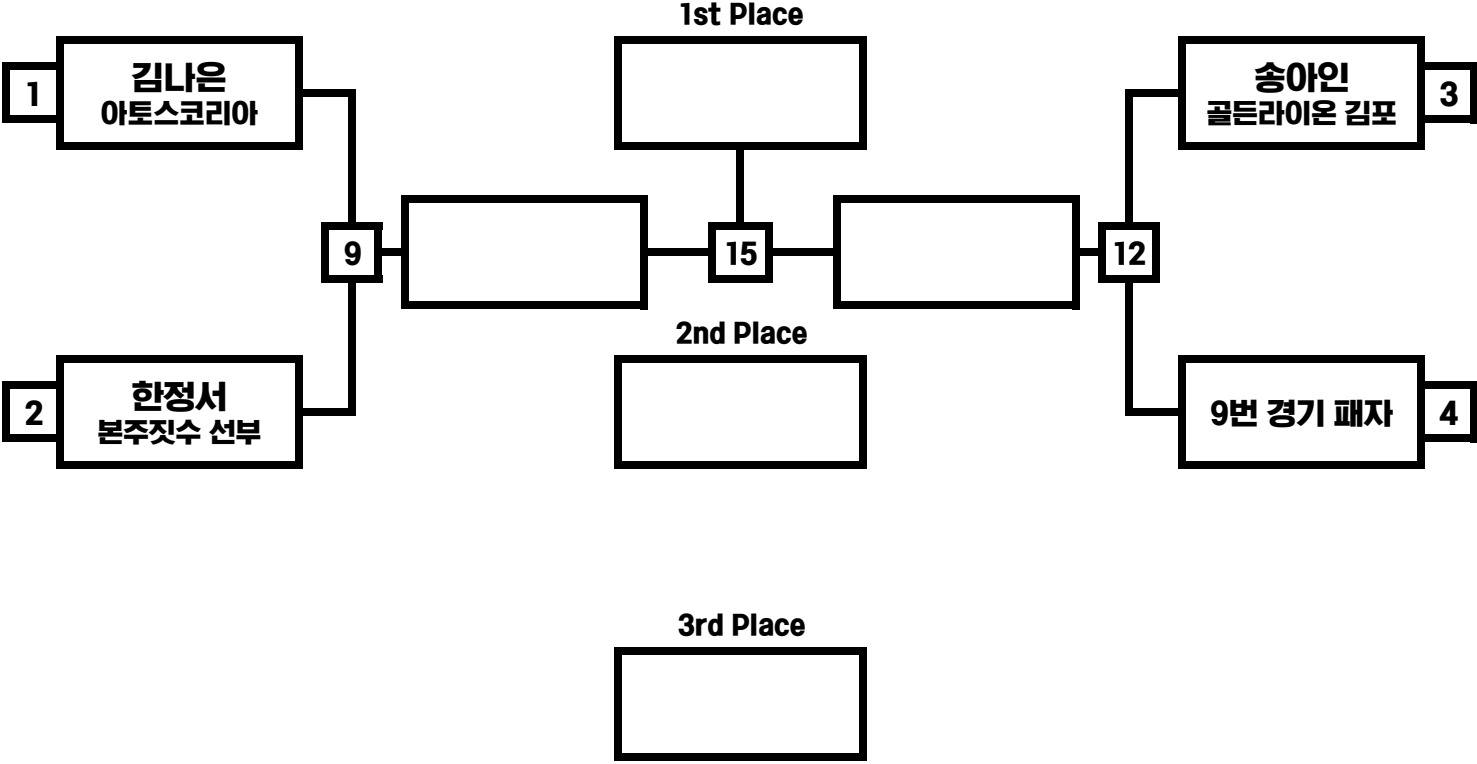 1st Place
1
김나은
아토스코리아
송아인
골든라이온 김포
3
9
15
12
2nd Place
2
한정서
본주짓수 선부
9번 경기 패자
4
3rd Place